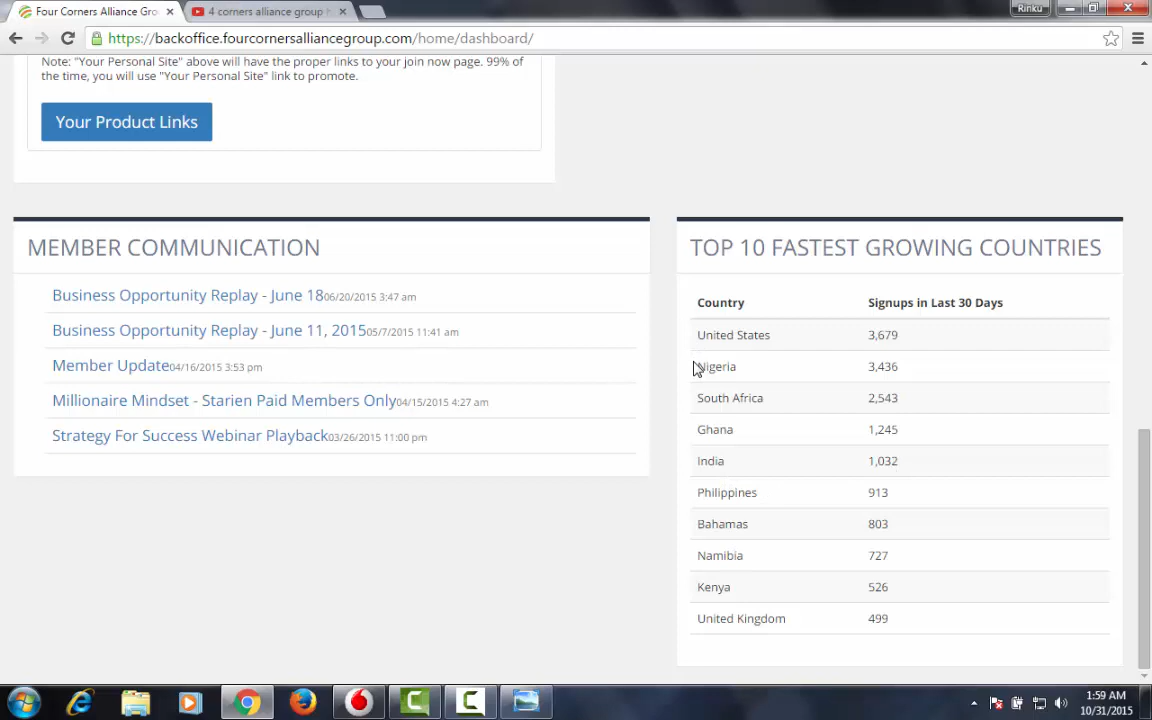 Four Corners Alliance Gro
4 corners alliance group
Rinku
https://backoffice.fourcornersalliancegroup.com/home/dashboard/
Note: "Your Personal Site" above will have the proper links to your join now page. 99% of
the time, you will use "Your Personal Site" link to promote.
Your Product Links
MEMBER COMMUNICATION
Business Opportunity Replay - June 18 06/20/2015 3:47 am
Business Opportunity Replay - June 11, 2015 05/7/2015 11:41 am
Member Update 04/16/2015 3:53 pm
Millionaire Mindset - Starien Paid Members Only 04/15/2015 4:27 am
Strategy For Success Webinar Playback 03/26/2015 11:00 pm
TOP 10 FASTEST GROWING COUNTRIES
Country Signups in Last 30 Days
United States 3,679
Nigeria 3,436
South Africa 2,543
Ghana 1,245
India 1,032
Philippines 913
Bahamas 803
Namibia 727
Kenya 526
United Kingdom 499
1:59 AM
10/31/2015